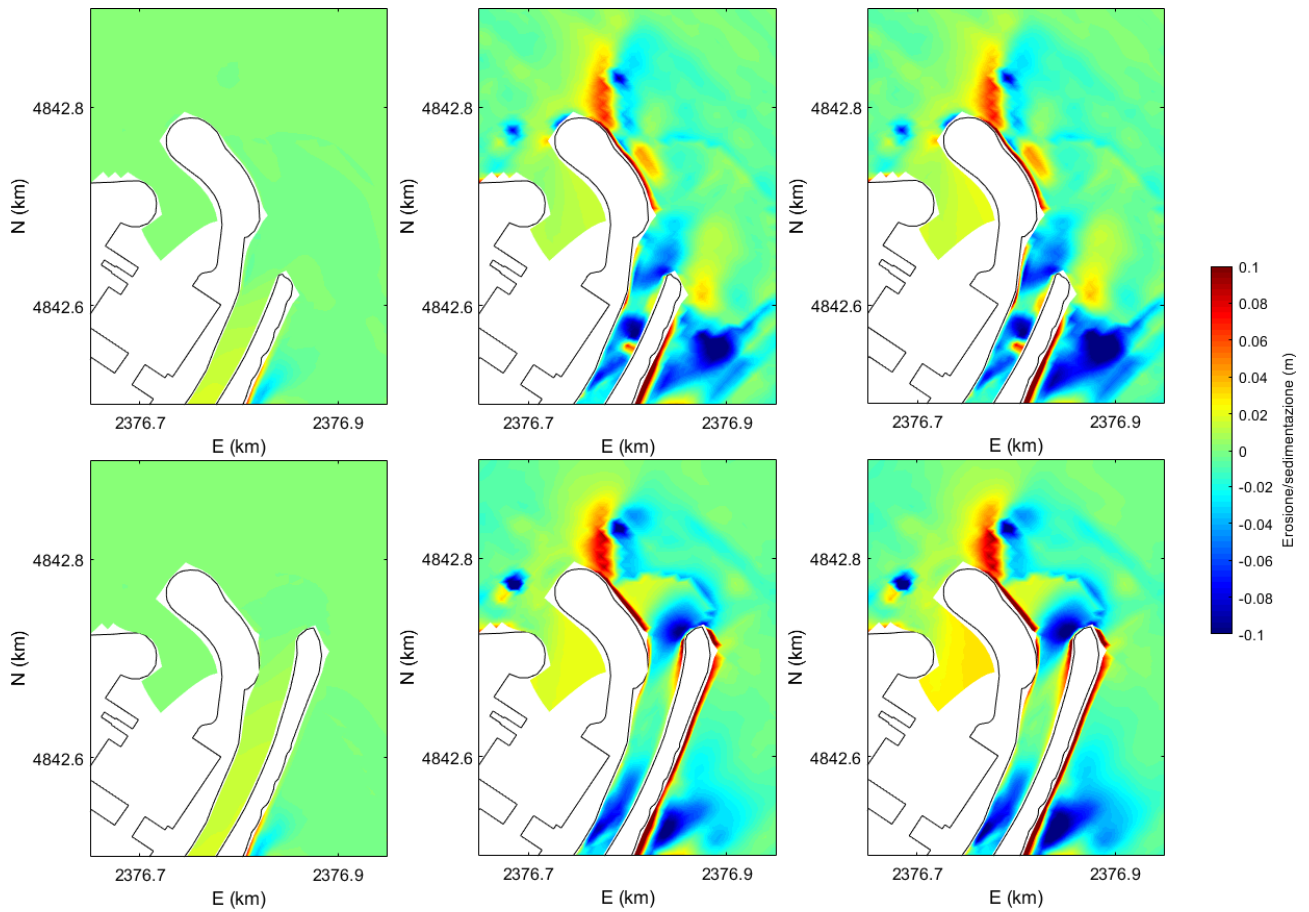 4842.8
4842.6
N (km)
2376.7
2376.9
E (km)
4842.8
4842.6
N (km)
2376.7
2376.9
E (km)
4842.8
4842.6
N (km)
2376.7
2376.9
E (km)
4842.8
4842.6
N (km)
2376.7
2376.9
E (km)
4842.8
4842.6
N (km)
2376.7
2376.9
E (km)
4842.8
4842.6
N (km)
2376.7
2376.9
E (km)
0.1
0.08
0.06
0.04
0.02
0
-0.02
-0.04
-0.06
-0.08
-0.1
Erosione/sedimentazione (m)